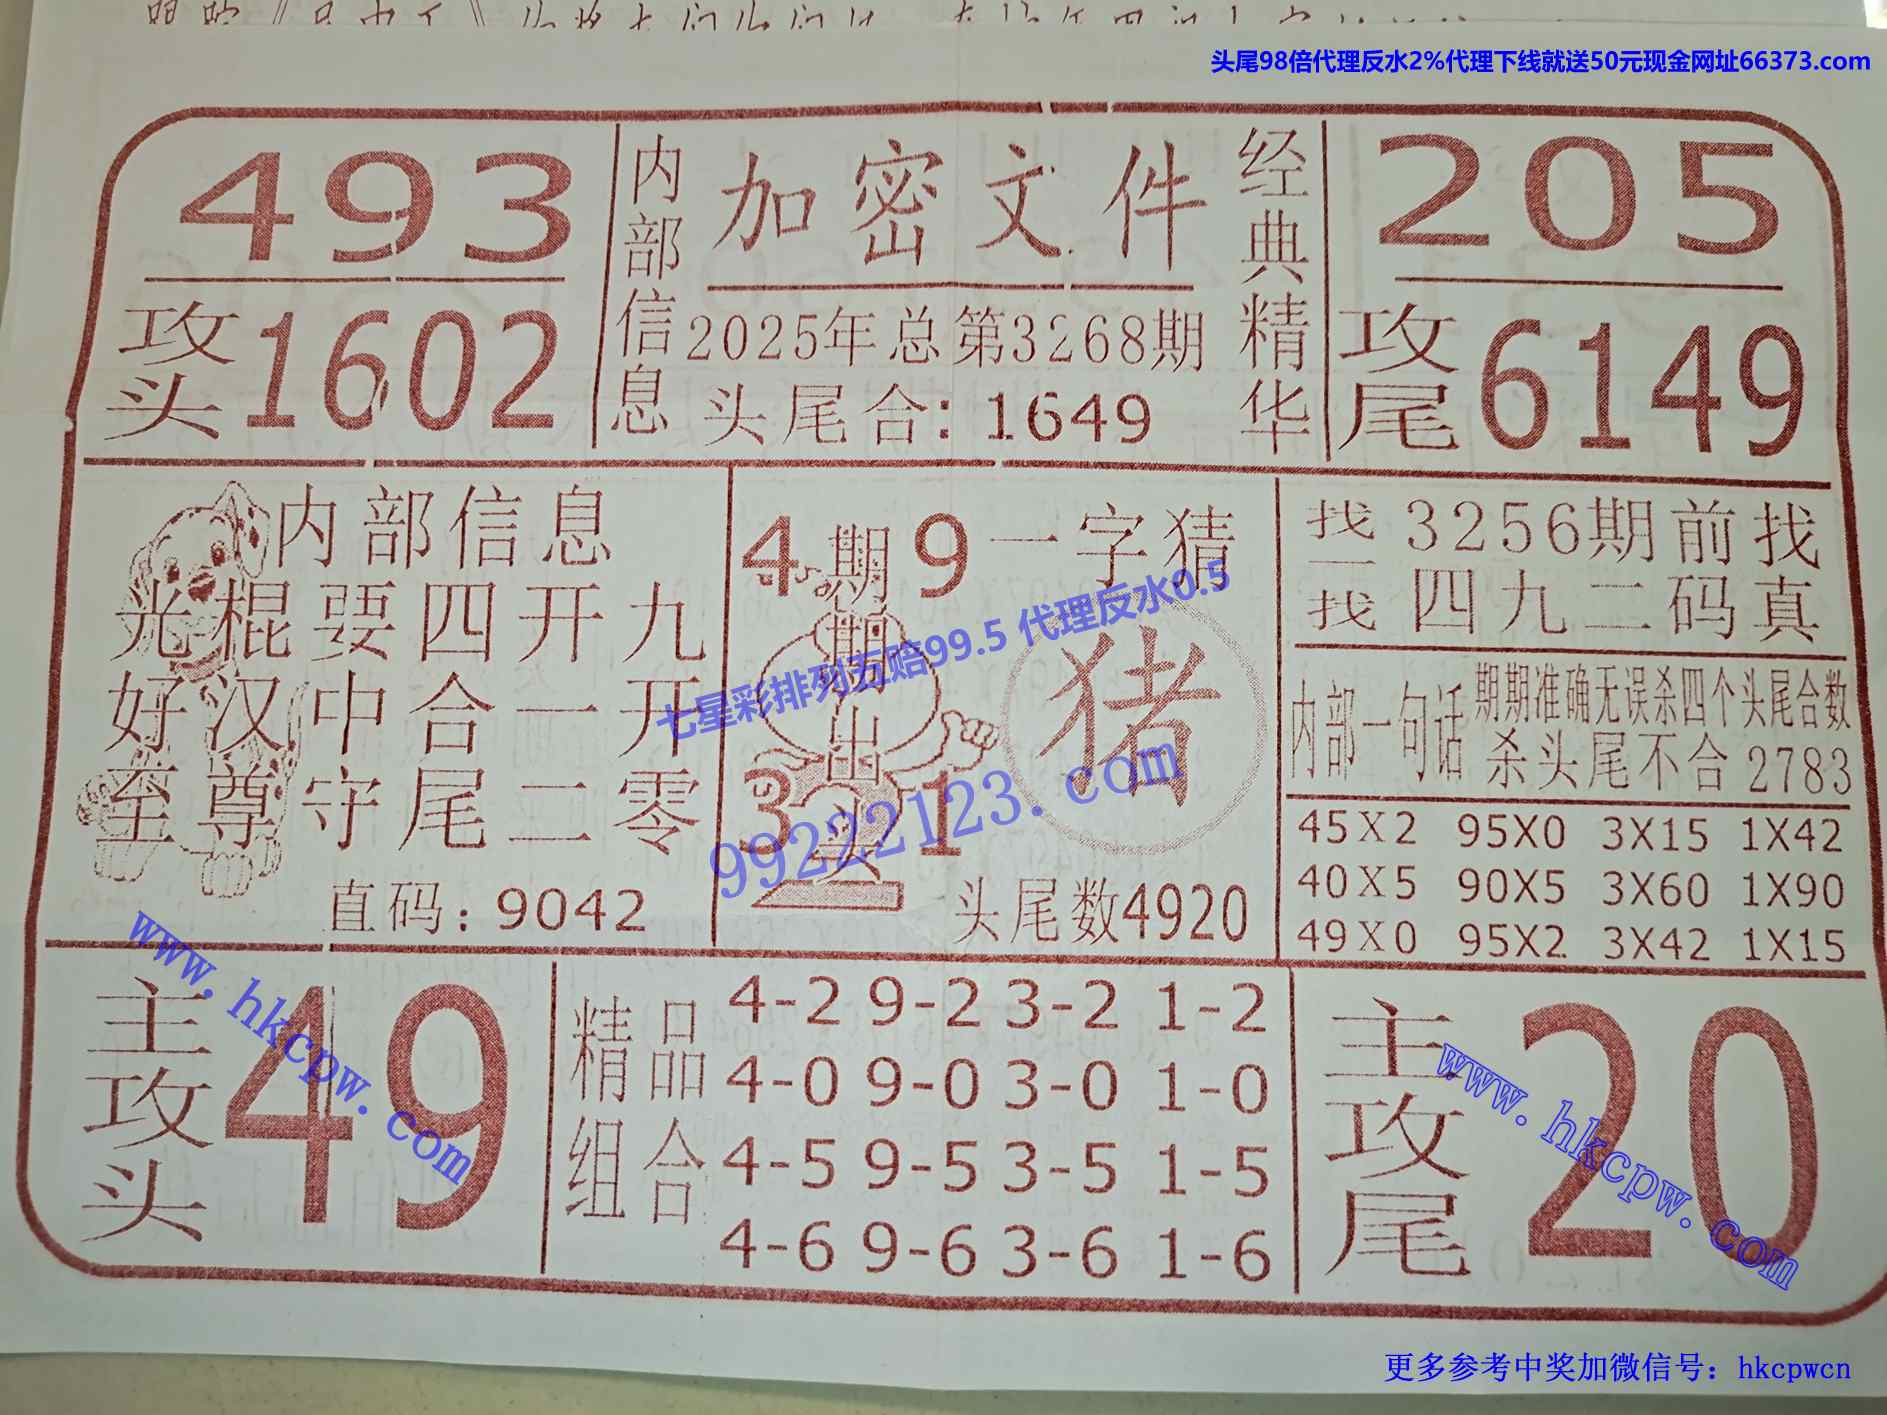 头尾98倍代理反水2%代理下线就送50元现金网址66373.com
493
攻头1602
内部信息
加密文件
2025年总第3268期
头尾合:1649
经典精华
205
攻尾6149
内部信息
光棍要四开九
好汉中合一开
至尊守尾二零
直码:9042
4期9
期期出头
3 1
一字猜
猪
头尾数4920
找一找
3256期前找
四九二码真
内部一句话
期期准确无误杀四个头尾合数
杀头尾不合2783
45X2 95X0 3X15 1X42
40X5 90X5 3X60 1X90
49X0 95X2 3X42 1X15
七星彩排列五赔99.5 代理反水0.5
99222123.com
主攻头
49
精品组合
4-2 9-2 3-2 1-2
4-0 9-0 3-0 1-0
4-5 9-5 3-5 1-5
4-6 9-6 3-6 1-6
主攻尾
20
www.hkcpw.com
www.hkcpw.com
更多参考中奖加微信号：hkcpwcn